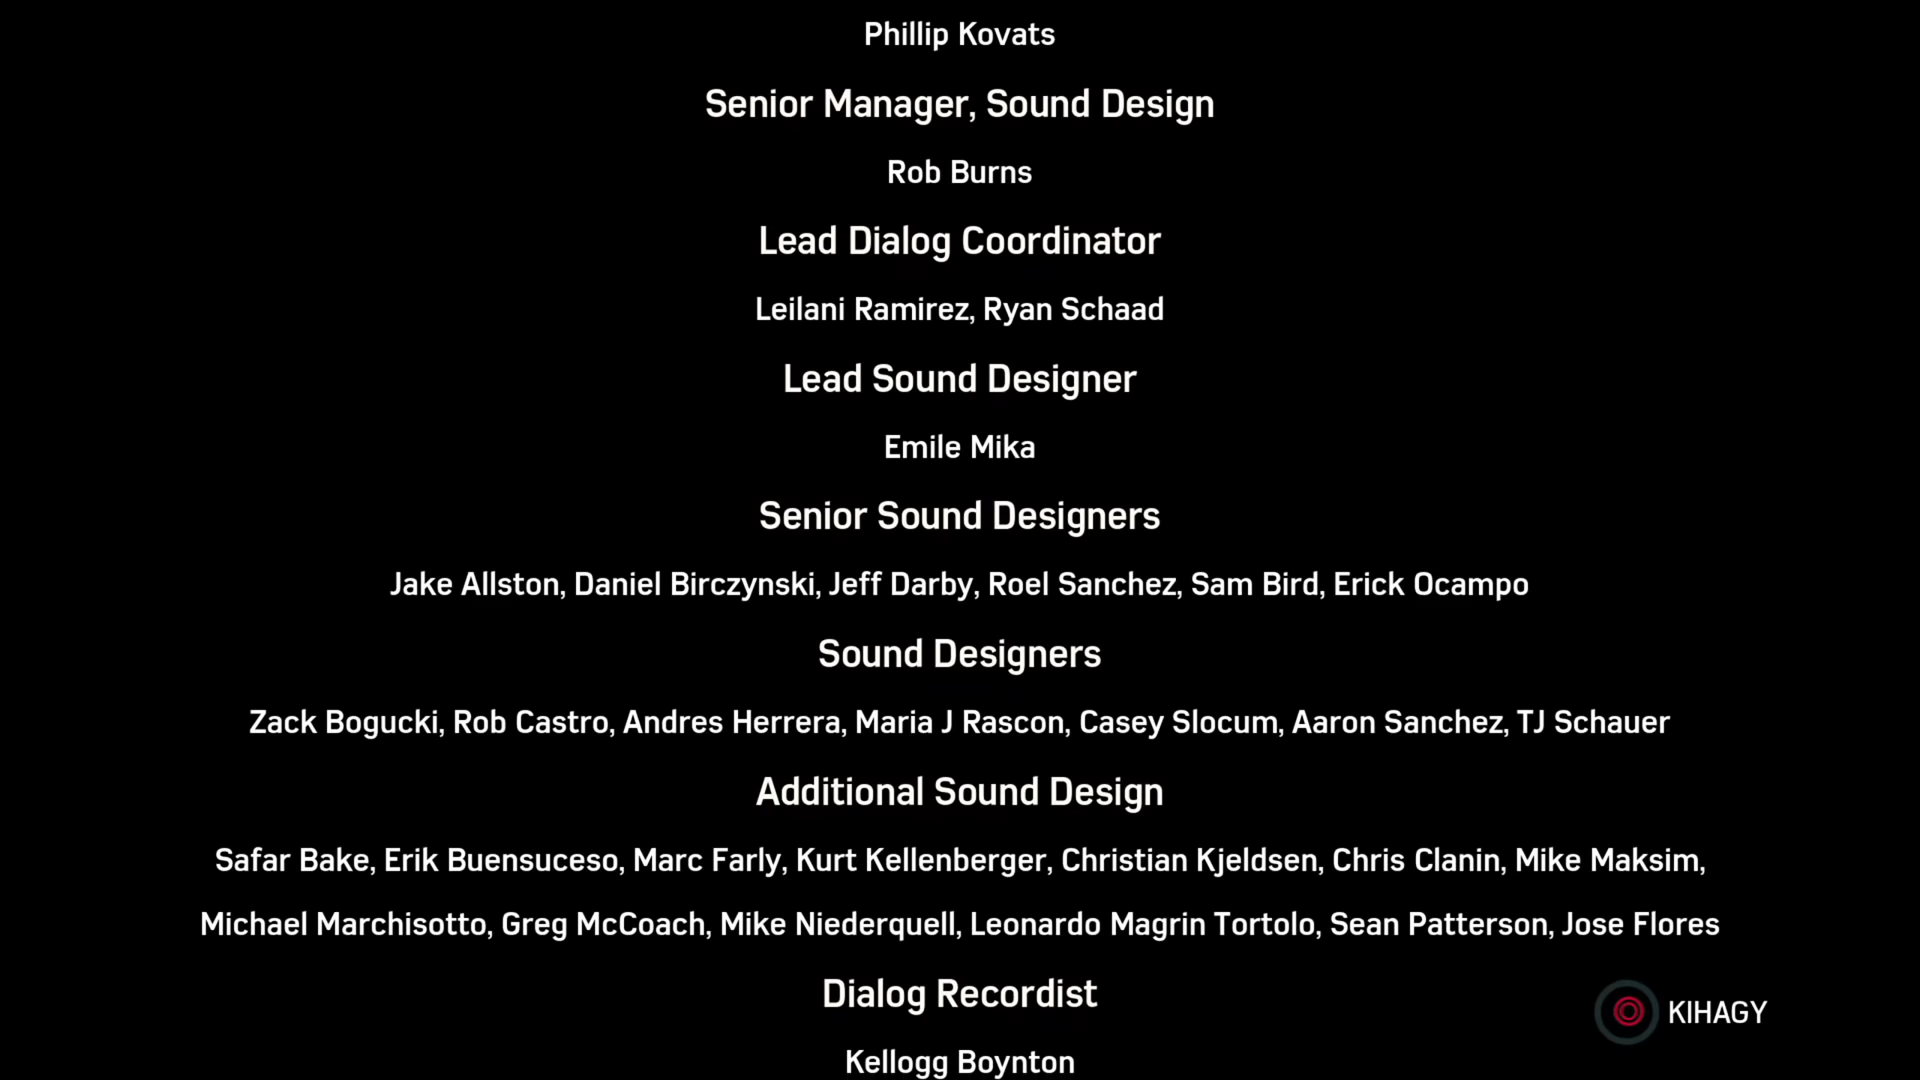 Phillip Kovats
Senior Manager, Sound Design
Rob Burns
Lead Dialog Coordinator
Leilani Ramirez, Ryan Schaad
Lead Sound Designer
Emile Mika
Senior Sound Designers
Jake Allston, Daniel Birczynski, Jeff Darby, Roel Sanchez, Sam Bird, Erick Ocampo
Sound Designers
Zack Bogucki, Rob Castro, Andres Herrera, Maria J Rascon, Casey Slocum, Aaron Sanchez, TJ Schauer
Additional Sound Design
Safar Bake, Erik Buensuceso, Marc Farly, Kurt Kellenberger, Christian Kjeldsen, Chris Clanin, Mike Maksim,
Michael Marchisotto, Greg McCoach, Mike Niederquell, Leonardo Magrin Tortolo, Sean Patterson, Jose Flores
Dialog Recordist
KIHAGY
Kellogg Boynton